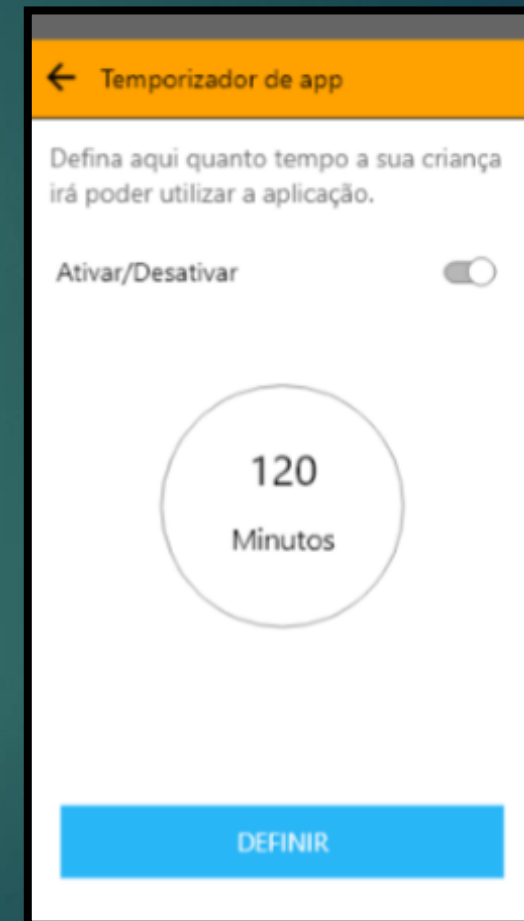 Temporizador de app
Defina aqui quanto tempo a sua criança
irá poder utilizar a aplicação.
Ativar/Desativar
120
Minutos
DEFINIR